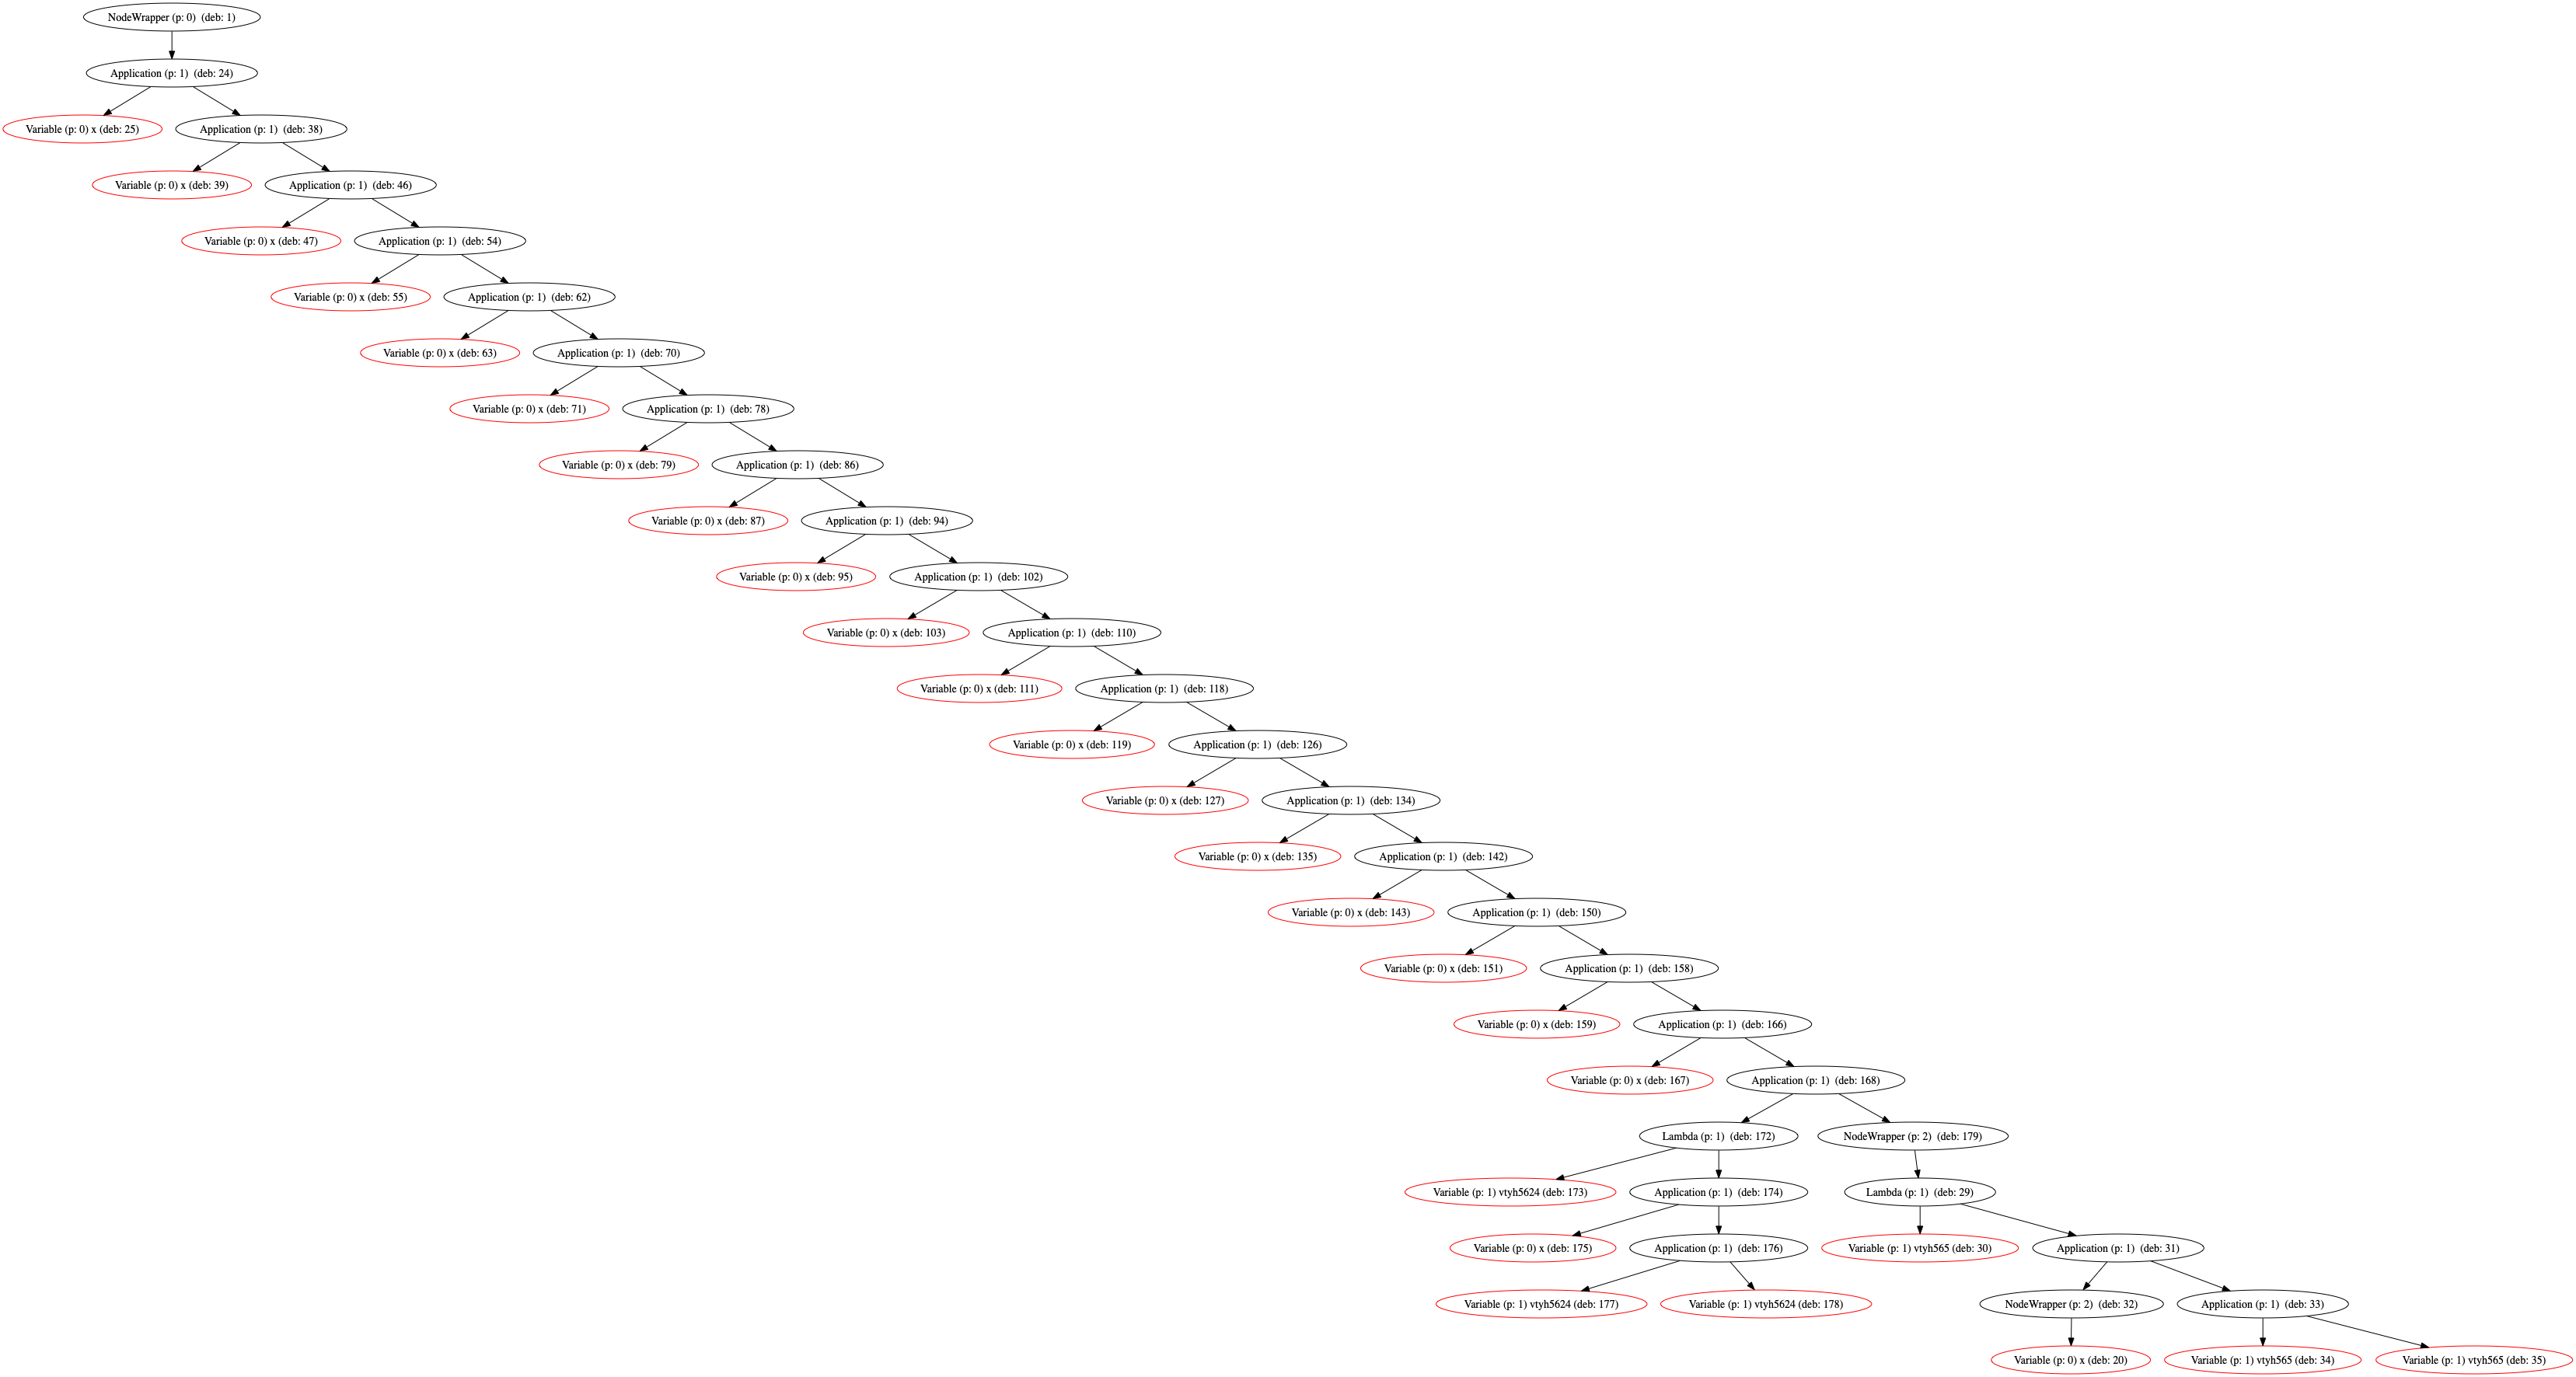 NodeWrapper (p: 0) (deb: 1)
Application (p: 1) (deb: 24)
Variable (p: 0) x (deb: 25)
Application (p: 1) (deb: 38)
Variable (p: 0) x (deb: 39)
Application (p: 1) (deb: 46)
Variable (p: 0) x (deb: 47)
Application (p: 1) (deb: 54)
Variable (p: 0) x (deb: 55)
Application (p: 1) (deb: 62)
Variable (p: 0) x (deb: 63)
Application (p: 1) (deb: 70)
Variable (p: 0) x (deb: 71)
Application (p: 1) (deb: 78)
Variable (p: 0) x (deb: 79)
Application (p: 1) (deb: 86)
Variable (p: 0) x (deb: 87)
Application (p: 1) (deb: 94)
Variable (p: 0) x (deb: 95)
Application (p: 1) (deb: 102)
Variable (p: 0) x (deb: 103)
Application (p: 1) (deb: 110)
Variable (p: 0) x (deb: 111)
Application (p: 1) (deb: 118)
Variable (p: 0) x (deb: 119)
Application (p: 1) (deb: 126)
Variable (p: 0) x (deb: 127)
Application (p: 1) (deb: 134)
Variable (p: 0) x (deb: 135)
Application (p: 1) (deb: 142)
Variable (p: 0) x (deb: 143)
Application (p: 1) (deb: 150)
Variable (p: 0) x (deb: 151)
Application (p: 1) (deb: 158)
Variable (p: 0) x (deb: 159)
Application (p: 1) (deb: 166)
Variable (p: 0) x (deb: 167)
Application (p: 1) (deb: 168)
Lambda (p: 1) (deb: 172)
NodeWrapper (p: 2) (deb: 179)
Variable (p: 1) vtyh5624 (deb: 173)
Application (p: 1) (deb: 174)
Lambda (p: 1) (deb: 29)
Variable (p: 0) x (deb: 175)
Application (p: 1) (deb: 176)
Variable (p: 1) vtyh565 (deb: 30)
Application (p: 1) (deb: 31)
Variable (p: 1) vtyh5624 (deb: 177)
Variable (p: 1) vtyh5624 (deb: 178)
NodeWrapper (p: 2) (deb: 32)
Application (p: 1) (deb: 33)
Variable (p: 0) x (deb: 20)
Variable (p: 1) vtyh565 (deb: 34)
Variable (p: 1) vtyh565 (deb: 35)